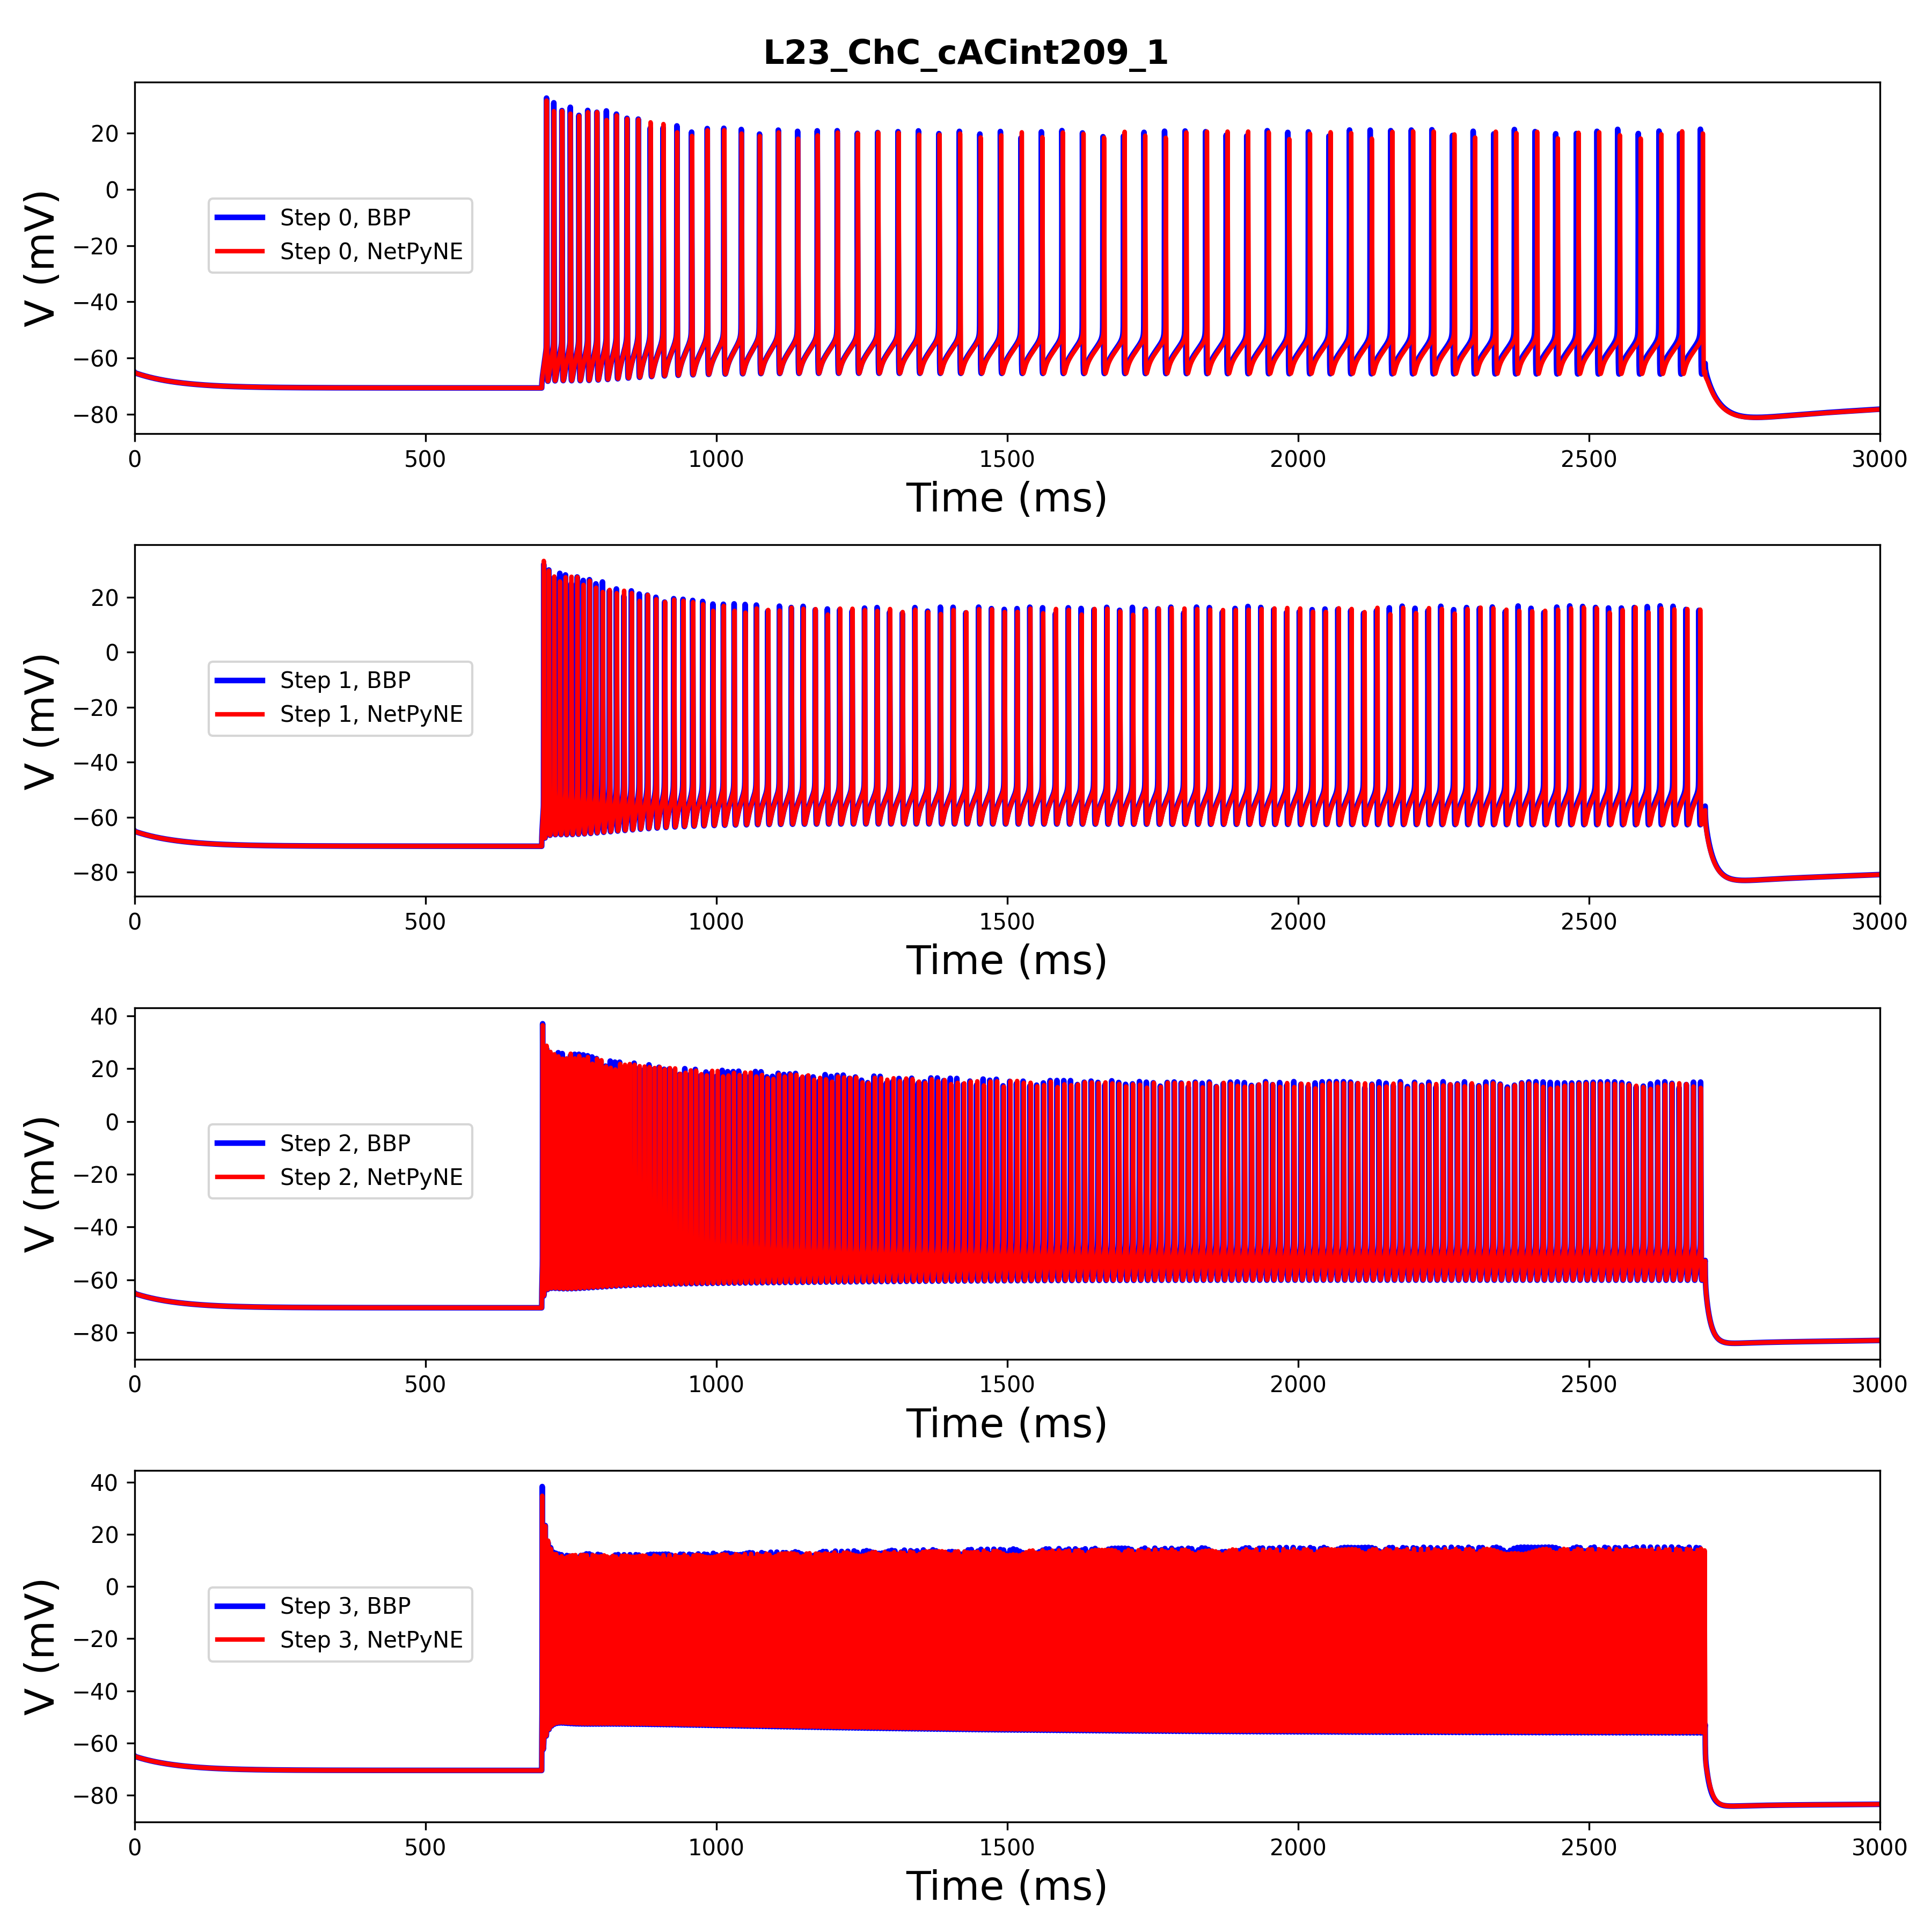 L23_ChC_cACint209_1
20
0
−20
−40
−60
−80
V (mV)
Step 0, BBP
Step 0, NetPyNE
0 500 1000 1500 2000 2500 3000
Time (ms)
20
0
−20
−40
−60
−80
V (mV)
Step 1, BBP
Step 1, NetPyNE
0 500 1000 1500 2000 2500 3000
Time (ms)
40
20
0
−20
−40
−60
−80
V (mV)
Step 2, BBP
Step 2, NetPyNE
0 500 1000 1500 2000 2500 3000
Time (ms)
40
20
0
−20
−40
−60
−80
V (mV)
Step 3, BBP
Step 3, NetPyNE
0 500 1000 1500 2000 2500 3000
Time (ms)